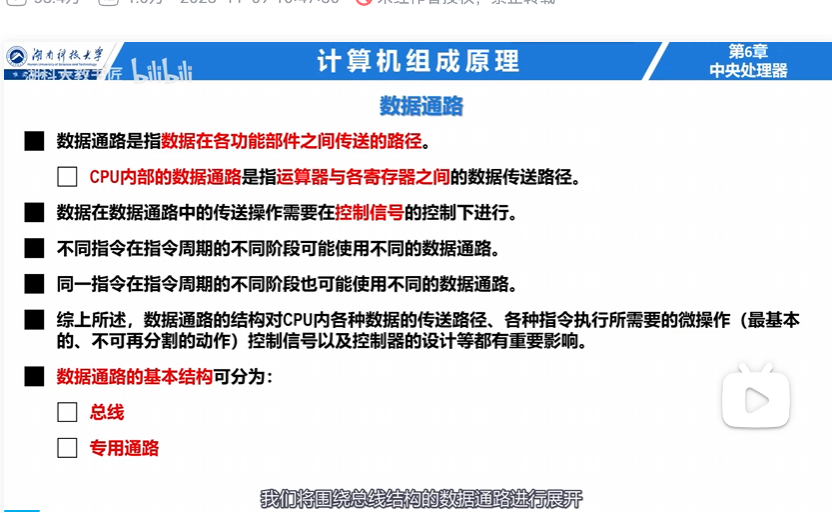 2023-11-09 10:47:36 未经作者授权，禁止转载
湖南科技大学
湖科大教书匠 bilibili
计算机组成原理
第6章
中央处理器
数据通路
数据通路是指数据在各功能部件之间传送的路径。
CPU内部的数据通路是指运算器与各寄存器之间的数据传送路径。
数据在数据通路中的传送操作需要在控制信号的控制下进行。
不同指令在指令周期的不同阶段可能使用不同的数据通路。
同一指令在指令周期的不同阶段也可能使用不同的数据通路。
综上所述，数据通路的结构对CPU内各种数据的传送路径、各种指令执行所需要的微操作（最基本
的、不可再分割的动作）控制信号以及控制器的设计等都有重要影响。
数据通路的基本结构可分为：
总线
专用通路
我们将围绕总线结构的数据通路进行展开